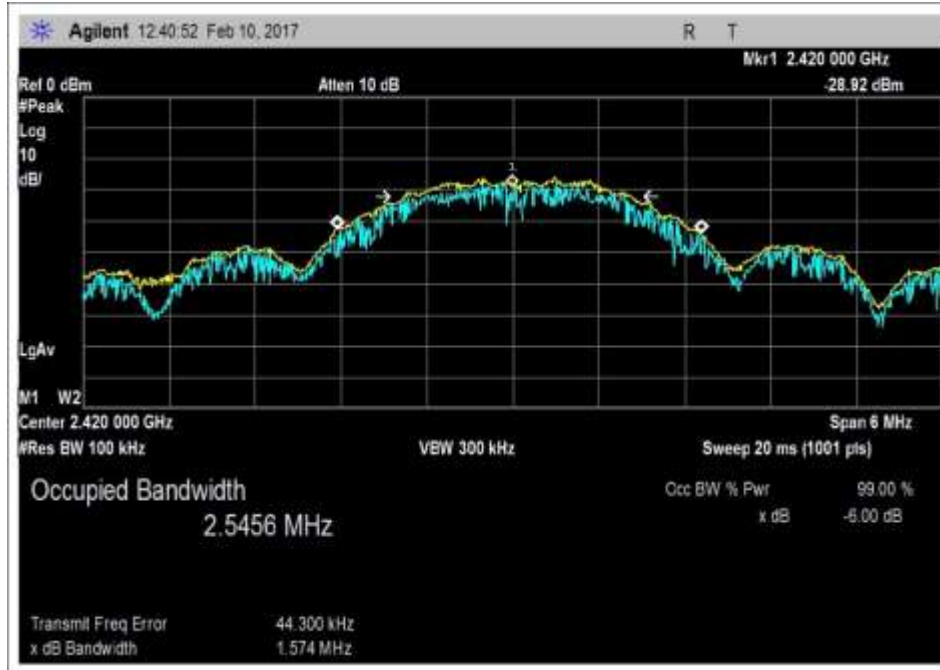 Agilent 12:40:52 Feb 10, 2017 R T
Mkr1 2.420 000 GHz
Ref 0 dBm Atten 10 dB -28.92 dBm
#Peak
Log
10
dB/
1
LgAv
M1 W2
Center 2.420 000 GHz Span 6 MHz
#Res BW 100 kHz VBW 300 kHz Sweep 20 ms (1001 pts)
Occupied Bandwidth Occ BW % Pwr 99.00 %
2.5456 MHz x dB -6.00 dB
Transmit Freq Error 44.300 kHz
x dB Bandwidth 1.574 MHz